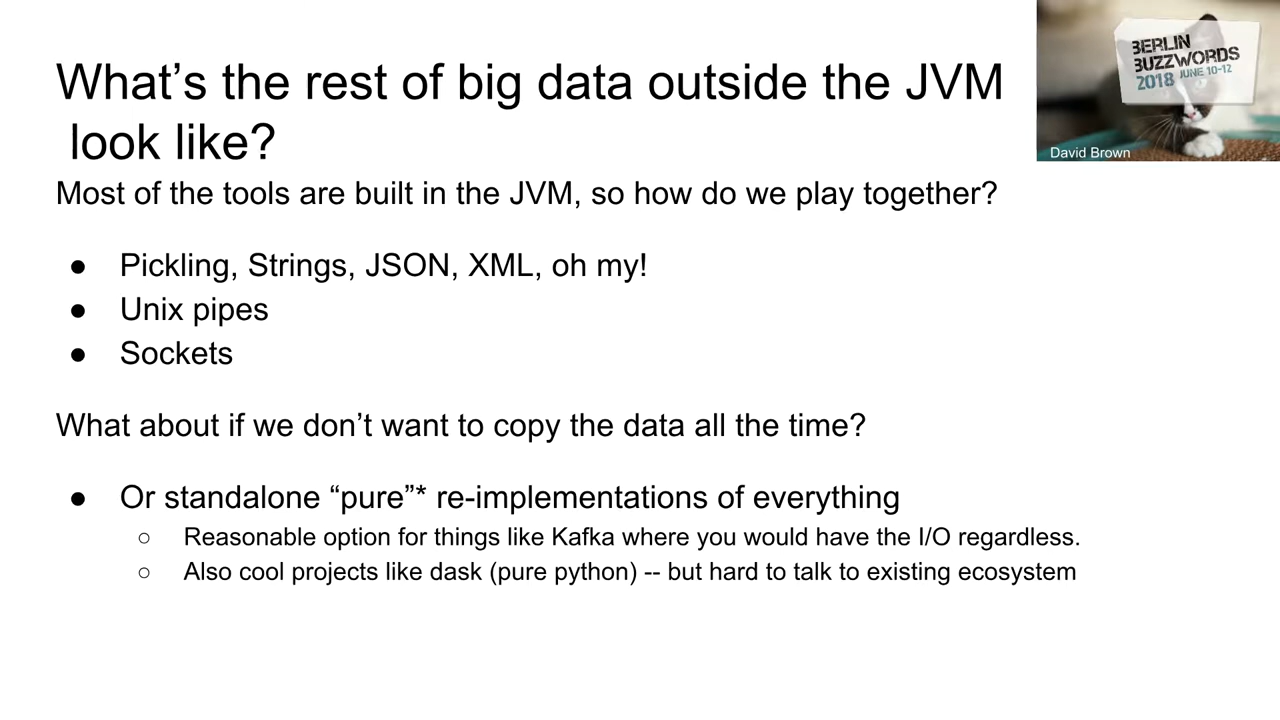 What’s the rest of big data outside the JVM
look like?
BERLIN
BUZZWORDS
2018 JUNE 10-12
David Brown
Most of the tools are built in the JVM, so how do we play together?
● Pickling, Strings, JSON, XML, oh my!
● Unix pipes
● Sockets
What about if we don’t want to copy the data all the time?
● Or standalone “pure”* re-implementations of everything
○ Reasonable option for things like Kafka where you would have the I/O regardless.
○ Also cool projects like dask (pure python) -- but hard to talk to existing ecosystem